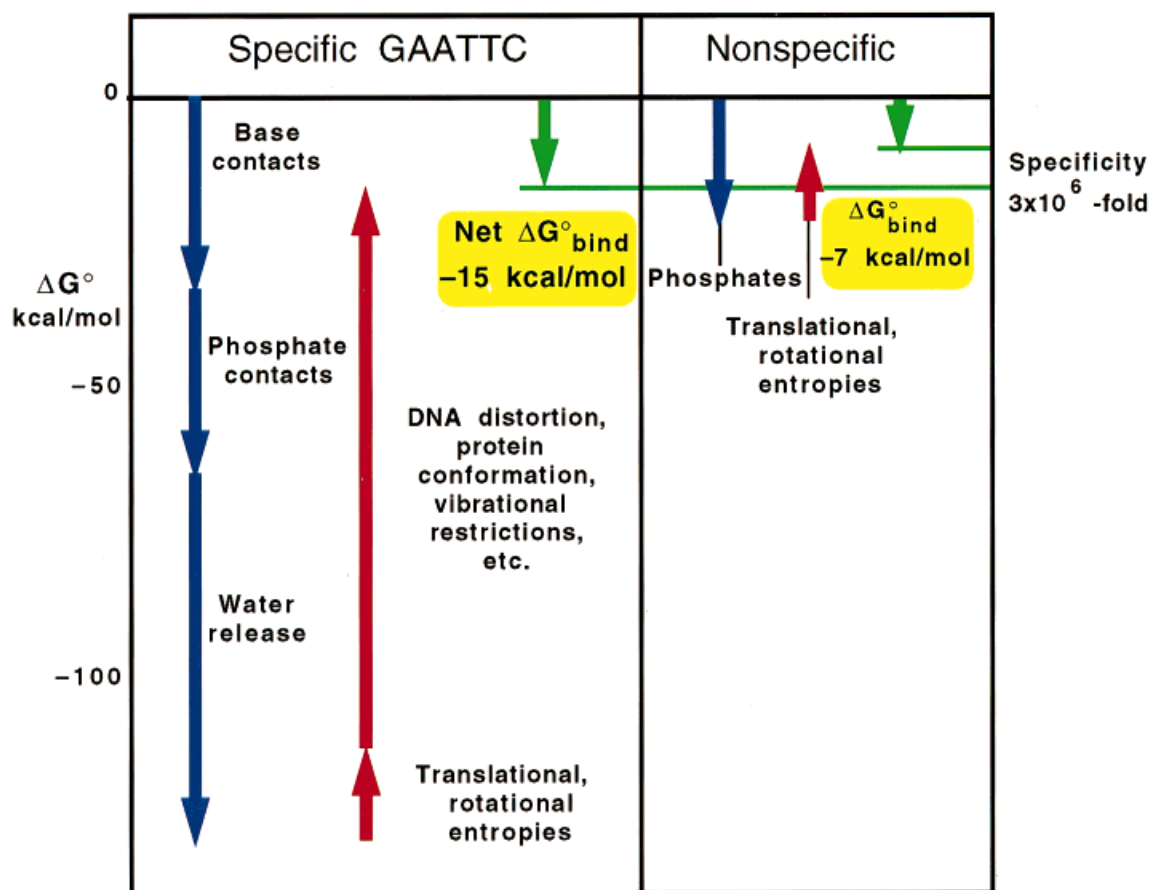 Specific GAATTC
Nonspecific
0
Base
contacts
Specificity
3x10^6 -fold
Net ΔG°bind
−15 kcal/mol
ΔG°bind
−7 kcal/mol
Phosphates
ΔG°
kcal/mol
Translational,
rotational
entropies
Phosphate
contacts
−50
DNA distortion,
protein
conformation,
vibrational
restrictions,
etc.
Water
release
−100
Translational,
rotational
entropies